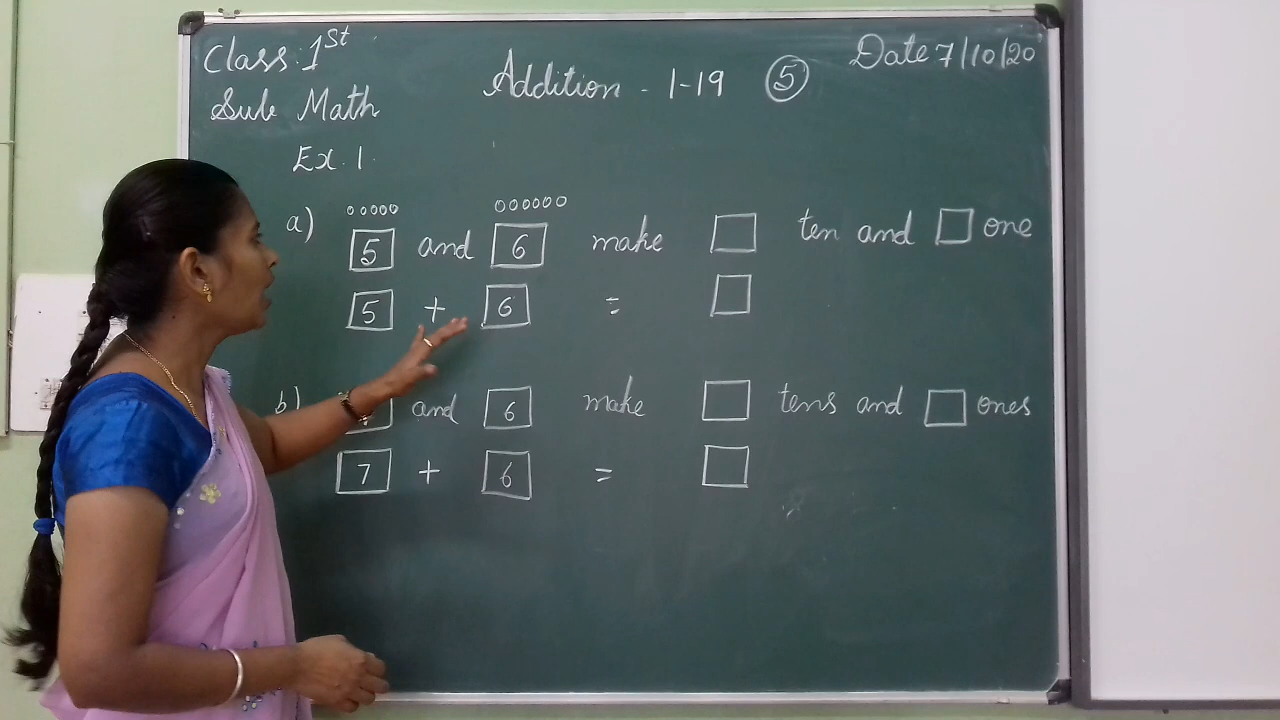 Class: 1st
Sub Math
Addition - 1-19 5
Date 7/10/20
Ex. 1.
a) 5 and 6 make ten and one
5 + 6 =
b) and 6 make tens and ones
7 + 6 =